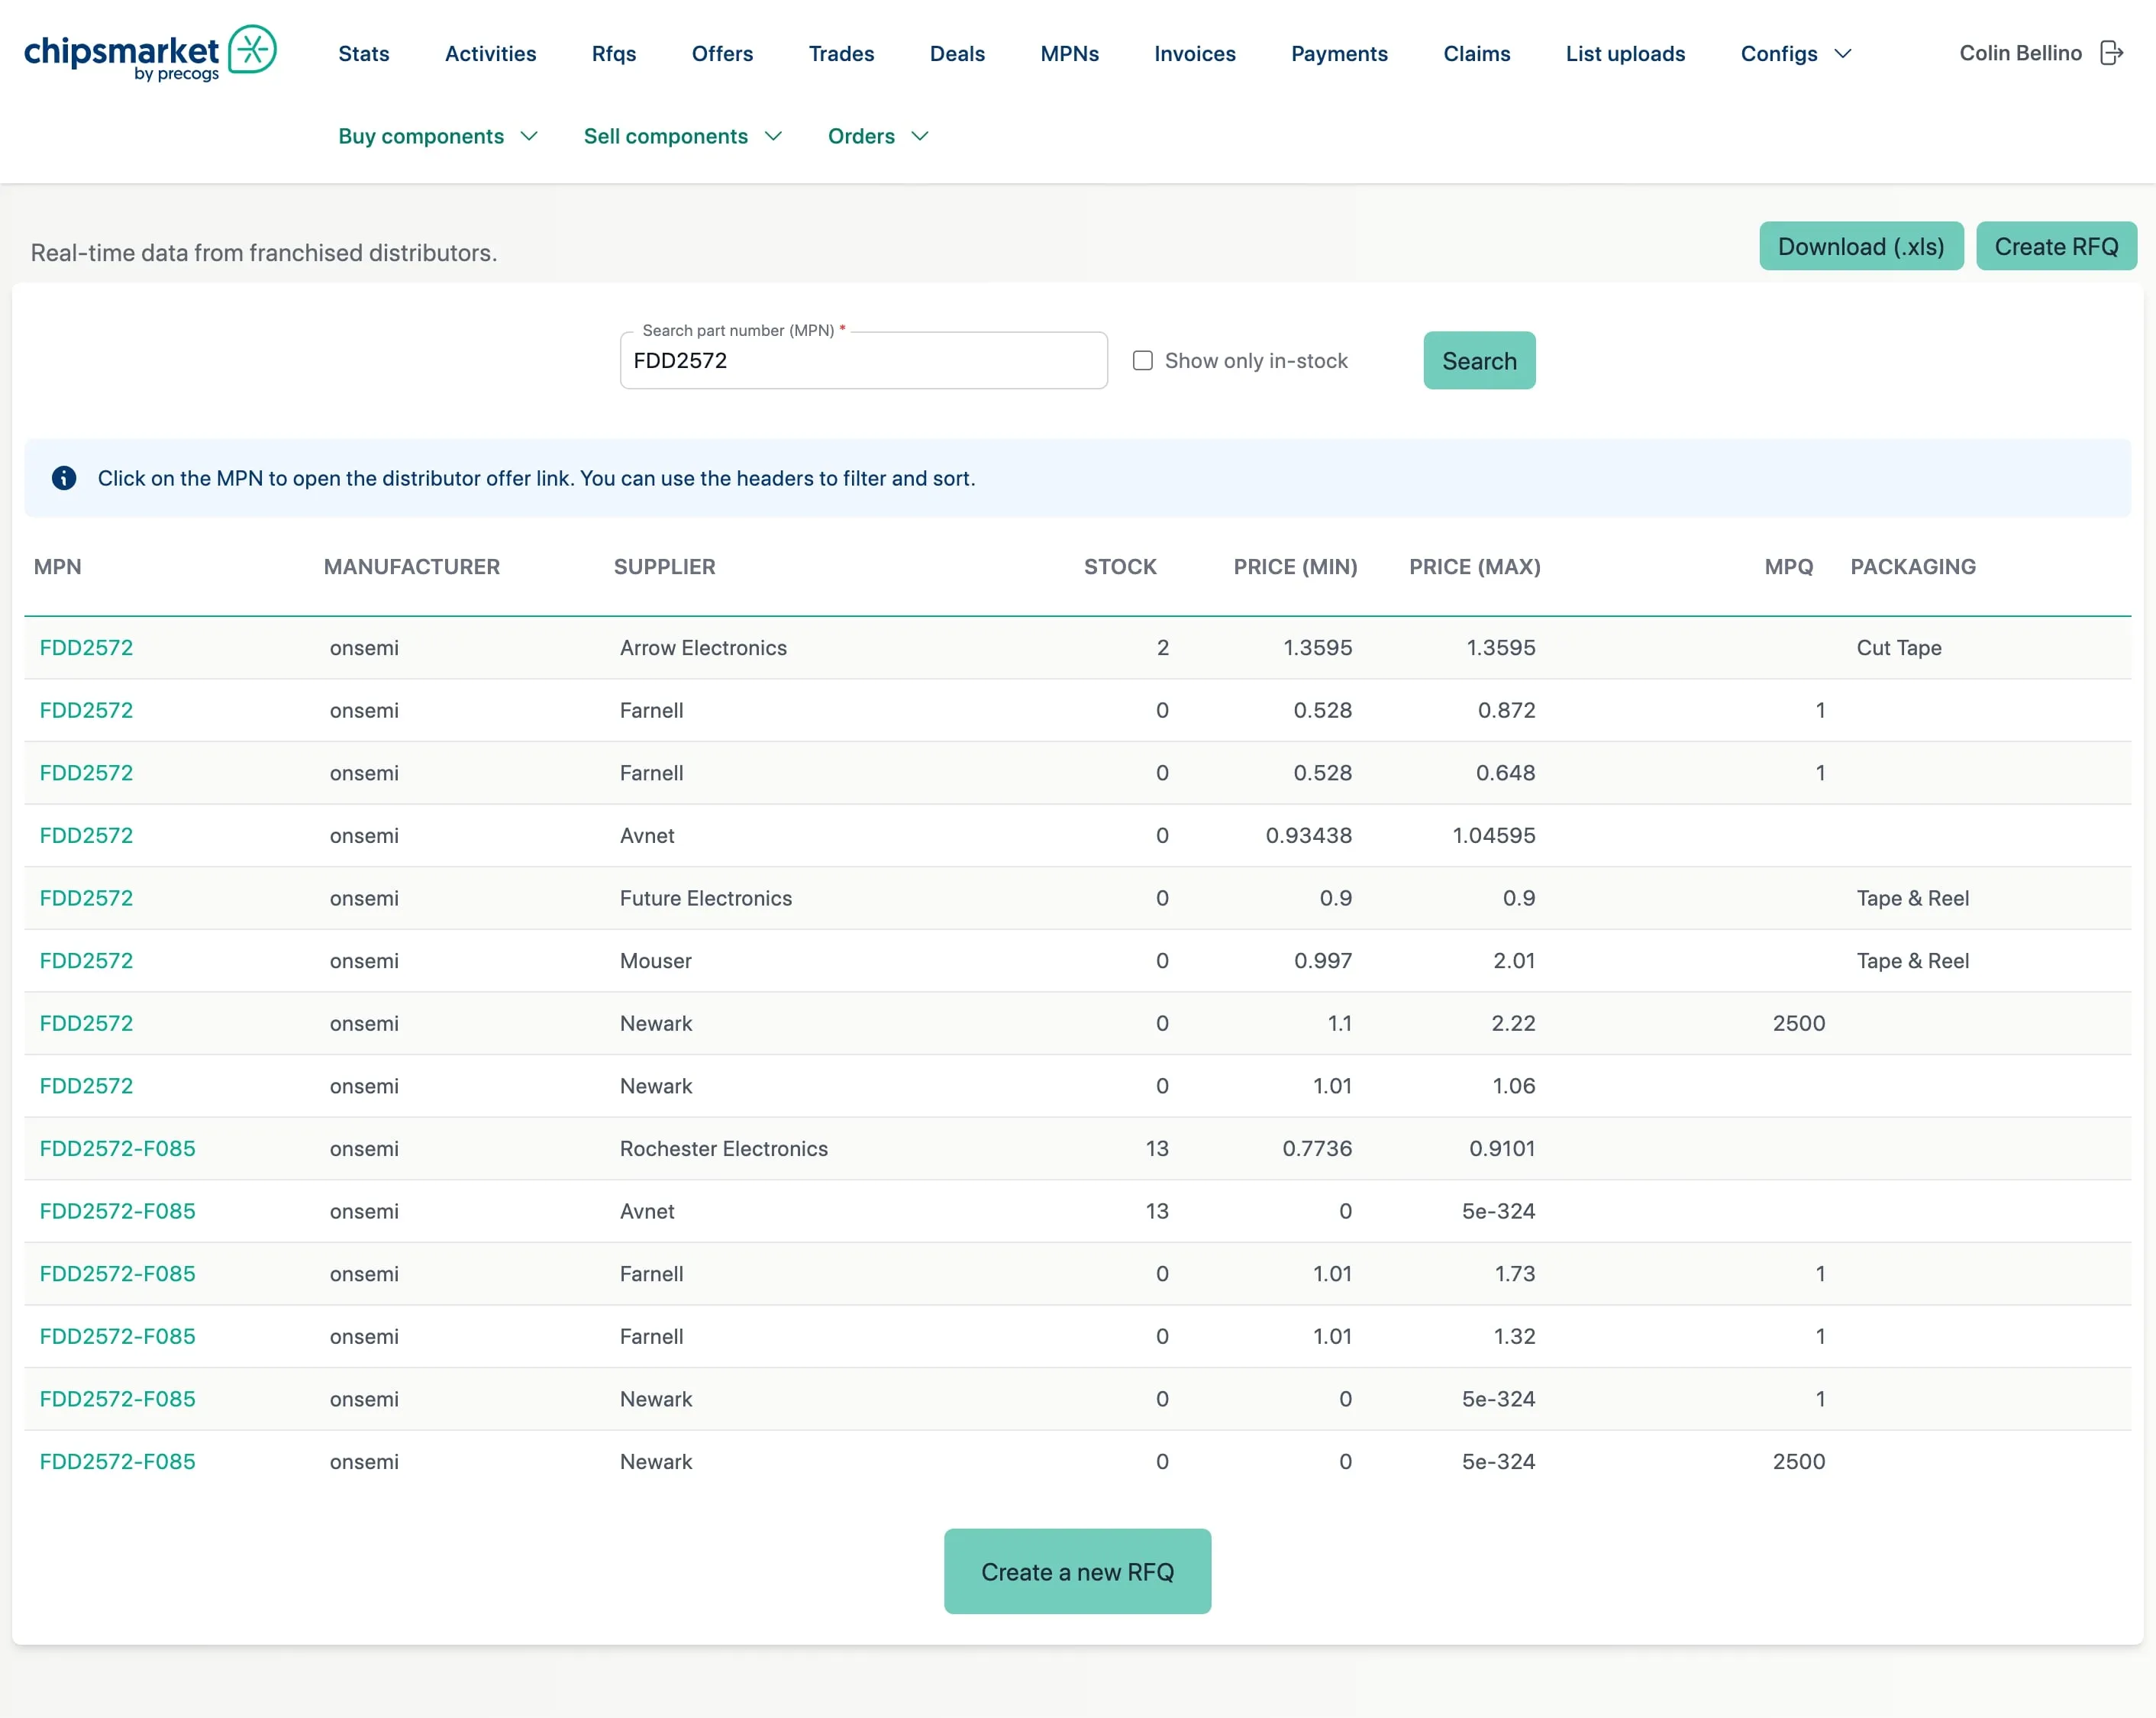 chipsmarket
by precogs
Stats Activities Rfqs Offers Trades Deals MPNs Invoices Payments Claims List uploads Configs Colin Bellino
Buy components Sell components Orders
Real-time data from franchised distributors.
Download (.xls) Create RFQ
Search part number (MPN) *
FDD2572 Show only in-stock Search
Click on the MPN to open the distributor offer link. You can use the headers to filter and sort.
MPN MANUFACTURER SUPPLIER STOCK PRICE (MIN) PRICE (MAX) MPQ PACKAGING
FDD2572 onsemi Arrow Electronics 2 1.3595 1.3595 Cut Tape
FDD2572 onsemi Farnell 0 0.528 0.872 1
FDD2572 onsemi Farnell 0 0.528 0.648 1
FDD2572 onsemi Avnet 0 0.93438 1.04595
FDD2572 onsemi Future Electronics 0 0.9 0.9 Tape & Reel
FDD2572 onsemi Mouser 0 0.997 2.01 Tape & Reel
FDD2572 onsemi Newark 0 1.1 2.22 2500
FDD2572 onsemi Newark 0 1.01 1.06
FDD2572-F085 onsemi Rochester Electronics 13 0.7736 0.9101
FDD2572-F085 onsemi Avnet 13 0 5e-324
FDD2572-F085 onsemi Farnell 0 1.01 1.73 1
FDD2572-F085 onsemi Farnell 0 1.01 1.32 1
FDD2572-F085 onsemi Newark 0 0 5e-324 1
FDD2572-F085 onsemi Newark 0 0 5e-324 2500
Create a new RFQ